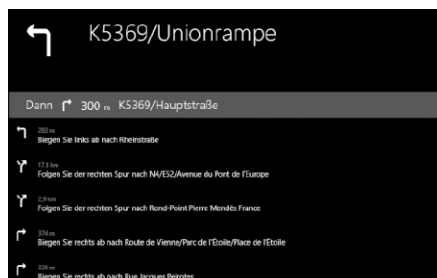 K5369/Unionrampe
Dann 300 m K5369/Hauptstraße
280 m
Biegen Sie links ab nach Rheinstraße
17,3 km
Folgen Sie der rechten Spur nach N4/E52/Avenue du Pont de l'Europe
2,9 km
Folgen Sie der rechten Spur nach Rond-Point Pierre Mendès France
374 m
Biegen Sie rechts ab nach Route de Vienne/Parc de l'Étoile/Place de l'Étoile
326 m
Biegen Sie rechts ab nach Rue Jacques Peirotes